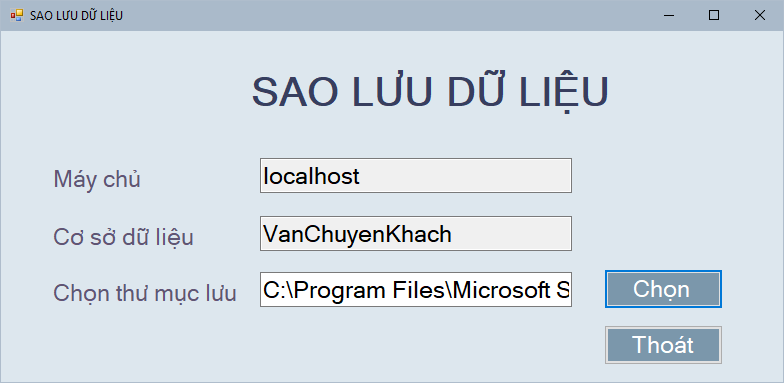 SAO LƯU DỮ LIỆU
SAO LƯU DỮ LIỆU
Máy chủ localhost
Cơ sở dữ liệu VanChuyenKhach
Chọn thư mục lưu C:\Program Files\Microsoft S Chọn
Thoát